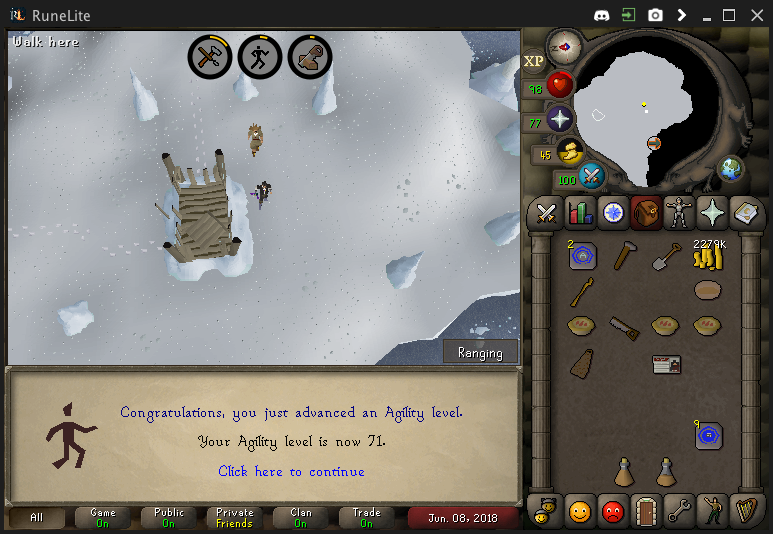 RuneLite
Walk here
XP
98
77
45
100
2
2279K
Ranging
Congratulations, you just advanced an Agility level.
Your Agility level is now 71.
Click here to continue
9
All
Game
On
Public
On
Private
Friends
Clan
On
Trade
On
Jun. 08, 2018